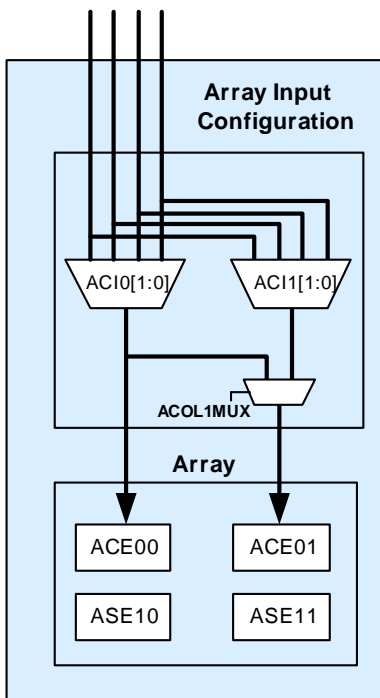 Array Input
Configuration
ACI0[1:0]
ACI1[1:0]
ACOL1MUX
Array
ACE00
ACE01
ASE10
ASE11